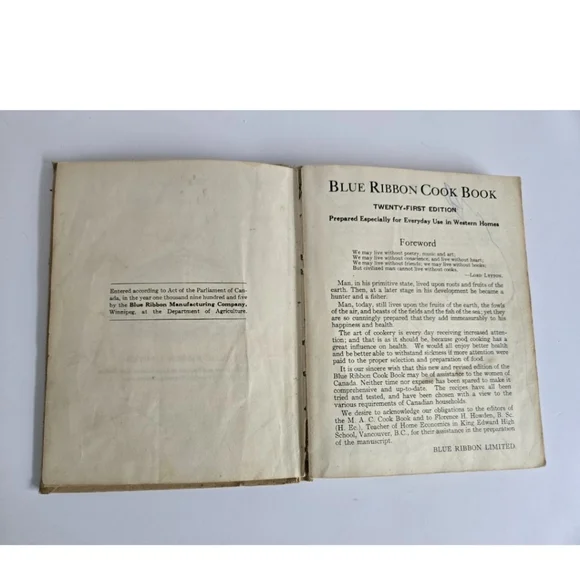 Entered according to Act of the Parliament of Can-
ada, in the year one thousand nine hundred and five
by the Blue Ribbon Manufacturing Company,
Winnipeg, at the Department of Agriculture.
BLUE RIBBON COOK BOOK
TWENTY-FIRST EDITION
Prepared Especially for Everyday Use in Western Homes
Foreword
We may live without poetry, music and art;
We may live without conscience, and live without heart;
We may live without friends; we may live without books;
But civilized man cannot live without cooks.
—LORD LYTTON.
Man, in his primitive state, lived upon roots and fruits of the
earth. Then, at a later stage in his development he became a
hunter and a fisher.
Man, today, still lives upon the fruits of the earth, the fowls
of the air, and beasts of the fields and the fish of the sea; yet they
are so cunningly prepared that they add immeasurably to his
happiness and health.
The art of cookery is every day receiving increased atten-
tion; and that is as it should be, because good cooking has a
great influence on health. We would all enjoy better health
and be better able to withstand sickness if more attention were
paid to the proper selection and preparation of food.
It is our sincere wish that this new and revised edition of the
Blue Ribbon Cook Book may be of assistance to the women of
Canada. Neither time nor expense has been spared to make it
comprehensive and up-to-date. The recipes have all been
tried and tested, and have been chosen with a view to the
various requirements of Canadian households.
We desire to acknowledge our obligations to the editors of
the M. A. C. Cook Book and to Florence H. Howden, B. Sc.
(H. Ec.), Teacher of Home Economics in King Edward High
School, Vancouver, B.C., for their assistance in the preparation
of the manuscript.
BLUE RIBBON LIMITED.